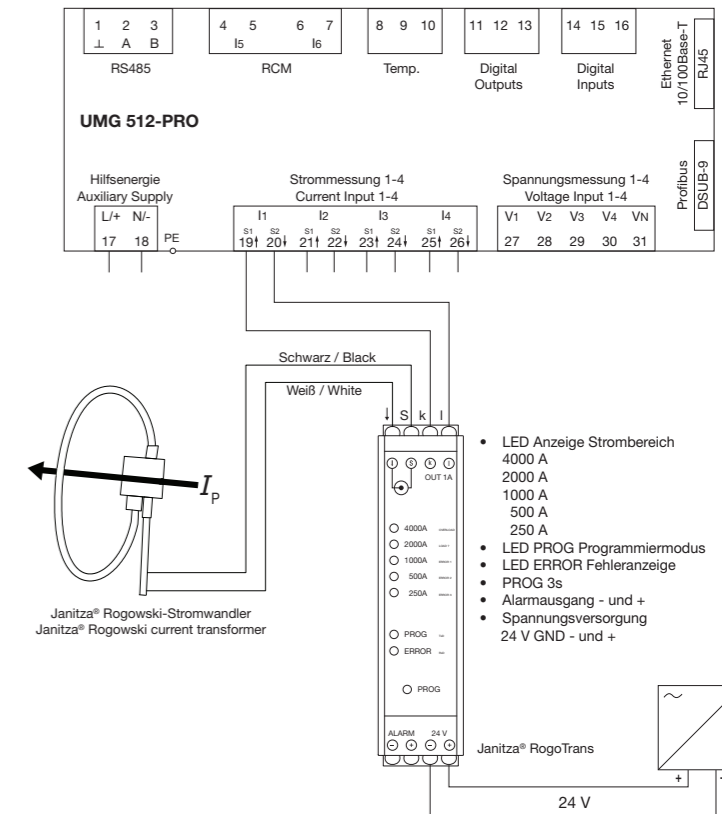 1 2 3 4 5 6 7 8 9 10 11 12 13 14 15 16
⊥ A B I5 I6
RS485 RCM Temp. Digital Outputs Digital Inputs
Ethernet 10/100Base-T
RJ45
UMG 512-PRO
Profibus
DSUB-9
Hilfsenergie
Auxiliary Supply
L/+ N/-
17 18 PE
Strommessung 1-4
Current Input 1-4
I1 I2 I3 I4
S1 S2 S1 S2 S1 S2 S1 S2
19 20 21 22 23 24 25 26
Spannungsmessung 1-4
Voltage Input 1-4
V1 V2 V3 V4 VN
27 28 29 30 31
Schwarz / Black
Weiß / White
↓ S k l
IP
Janitza® Rogowski-Stromwandler
Janitza® Rogowski current transformer
↓ S k l
OUT 1A
4000A
2000A
1000A
500A
250A
PROG
ERROR
PROG
ALARM 24 V
- + - +
• LED Anzeige Strombereich
4000 A
2000 A
1000 A
500 A
250 A
• LED PROG Programmiermodus
• LED ERROR Fehleranzeige
• PROG 3s
• Alarmausgang - und +
• Spannungsversorgung
24 V GND - und +
Janitza® RogoTrans
+ -
24 V